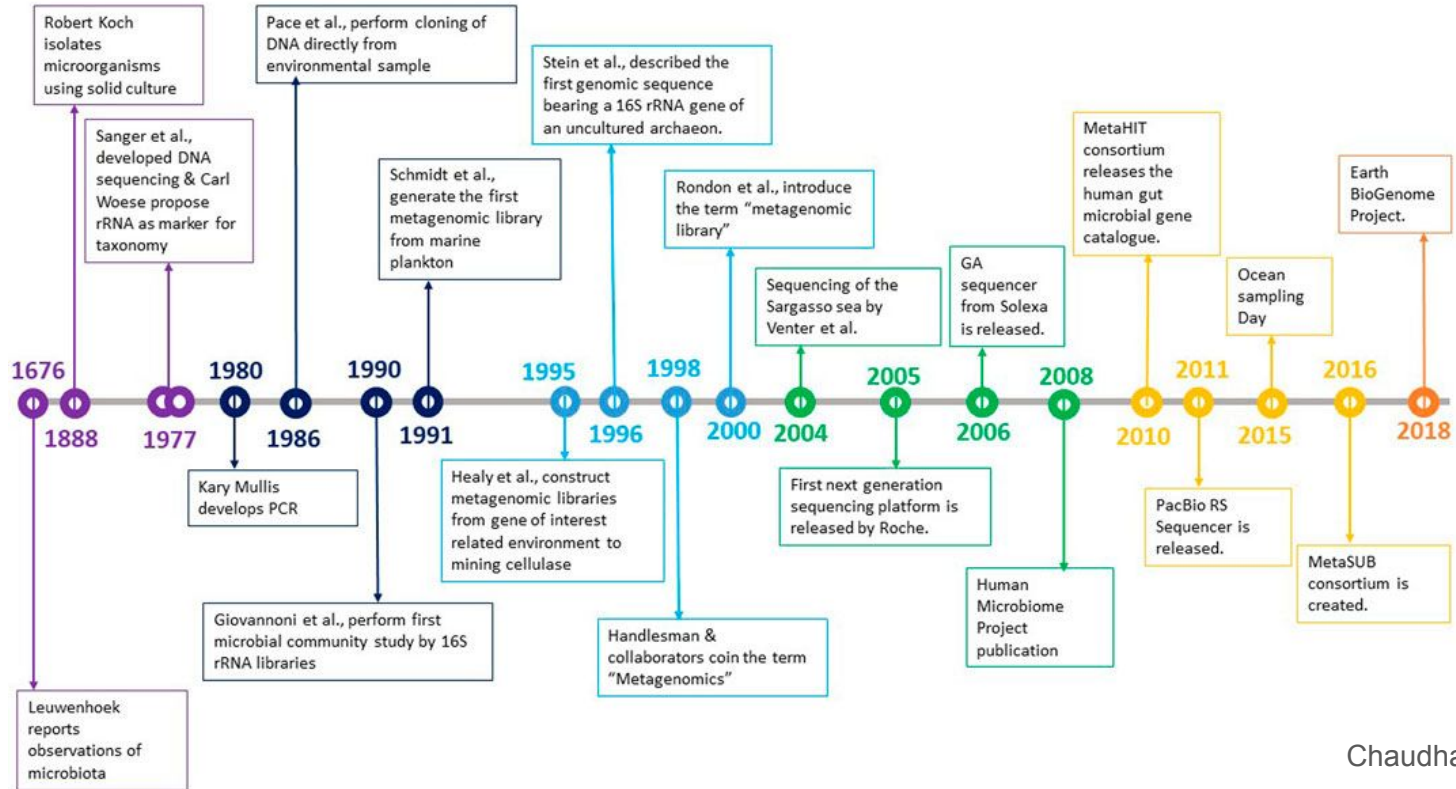 Robert Koch
isolates
microorganisms
using solid culture
Sanger et al.,
developed DNA
sequencing & Carl
Woese propose
rRNA as marker for
taxonomy
Pace et al., perform cloning of
DNA directly from
environmental sample
Schmidt et al.,
generate the first
metagenomic library
from marine
plankton
Stein et al., described the
first genomic sequence
bearing a 16S rRNA gene of
an uncultured archaeon.
Rondon et al., introduce
the term “metagenomic
library”
Sequencing of the
Sargasso sea by
Venter et al.
GA
sequencer
from Solexa
is released.
MetaHIT
consortium
releases the
human gut
microbial gene
catalogue.
Ocean
sampling
Day
Earth
BioGenome
Project.
1676
1888
1977
1980
1986
1990
1991
1995
1996
1998
2000
2004
2005
2006
2008
2010
2011
2015
2016
2018
Leuwenhoek
reports
observations of
microbiota
Kary Mullis
develops PCR
Giovannoni et al., perform first
microbial community study by 16S
rRNA libraries
Healy et al., construct
metagenomic libraries
from gene of interest
related environment to
mining cellulase
Handlesman &
collaborators coin the term
“Metagenomics”
First next generation
sequencing platform is
released by Roche.
Human
Microbiome
Project
publication
PacBio RS
Sequencer is
released.
MetaSUB
consortium is
created.
Chaudha